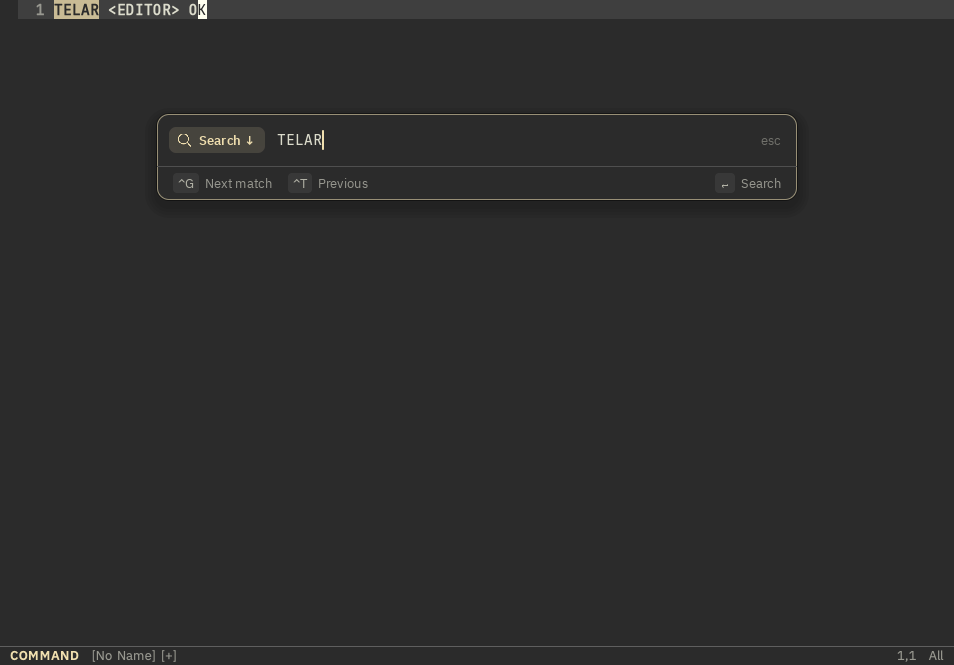 1 TELAR <EDITOR> OK
Search ↓ TELAR esc
^G Next match ^T Previous ↵ Search
COMMAND [No Name] [+] 1,1 All